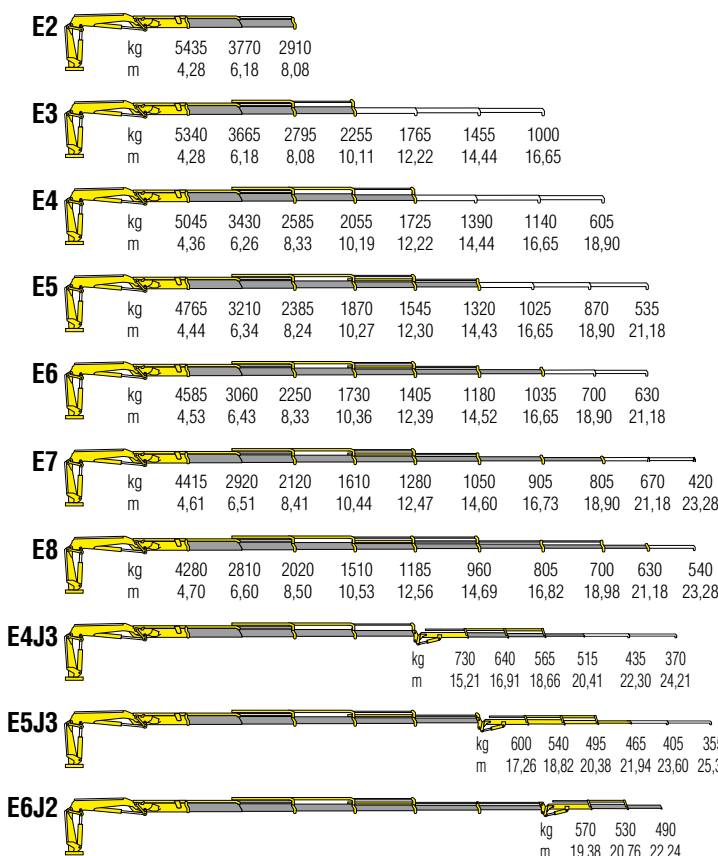 E2
kg 5435 3770 2910
m 4,28 6,18 8,08
E3
kg 5340 3665 2795 2255 1765 1455 1000
m 4,28 6,18 8,08 10,11 12,22 14,44 16,65
E4
kg 5045 3430 2585 2055 1725 1390 1140 605
m 4,36 6,26 8,33 10,19 12,22 14,44 16,65 18,90
E5
kg 4765 3210 2385 1870 1545 1320 1025 870 535
m 4,44 6,34 8,24 10,27 12,30 14,43 16,65 18,90 21,18
E6
kg 4585 3060 2250 1730 1405 1180 1035 700 630
m 4,53 6,43 8,33 10,36 12,39 14,52 16,65 18,90 21,18
E7
kg 4415 2920 2120 1610 1280 1050 905 805 670 420
m 4,61 6,51 8,41 10,44 12,47 14,60 16,73 18,90 21,18 23,28
E8
kg 4280 2810 2020 1510 1185 960 805 700 630 540
m 4,70 6,60 8,50 10,53 12,56 14,69 16,82 18,98 21,18 23,28
E4J3
kg 730 640 565 515 435 370
m 15,21 16,91 18,66 20,41 22,30 24,21
E5J3
kg 600 540 495 465 405 355
m 17,26 18,82 20,38 21,94 23,60 25,3
E6J2
kg 570 530 490
m 19,38 20,76 22,24